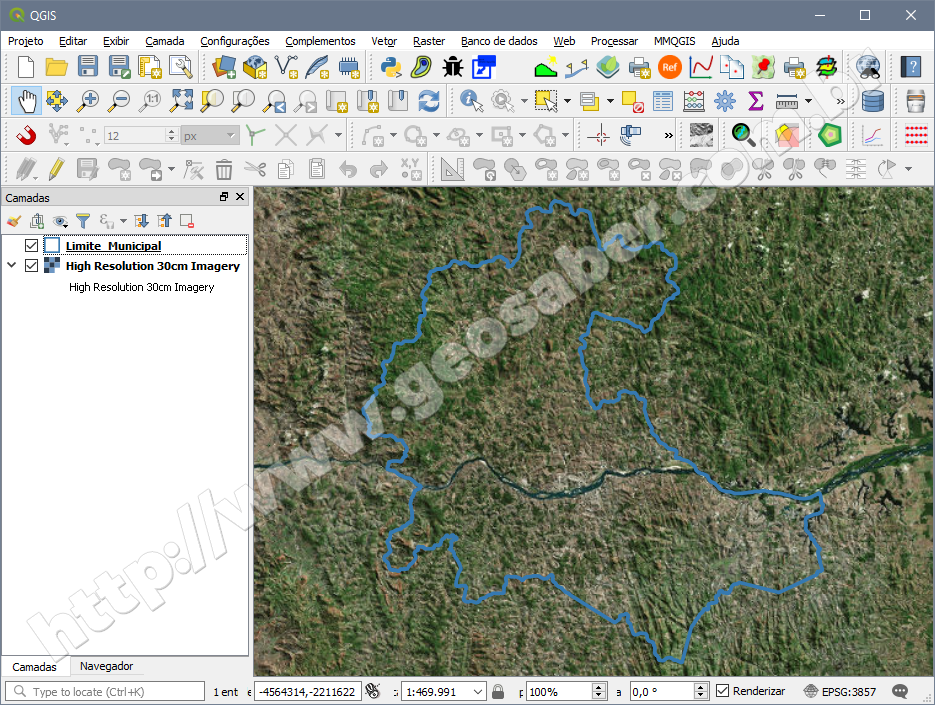 QGIS
Projeto Editar Exibir Camada Configurações Complementos Vetor Raster Banco de dados Web Processar MMQGIS Ajuda
Ref
1:1
?
12 px
X,Y
Camadas
Limite_Municipal
High Resolution 30cm Imagery
High Resolution 30cm Imagery
http://www.geosaber.com.br
Camadas Navegador
Type to locate (Ctrl+K) 1 ent -4564314,-2211622 1:469.991 100% 0,0 ° Renderizar EPSG:3857